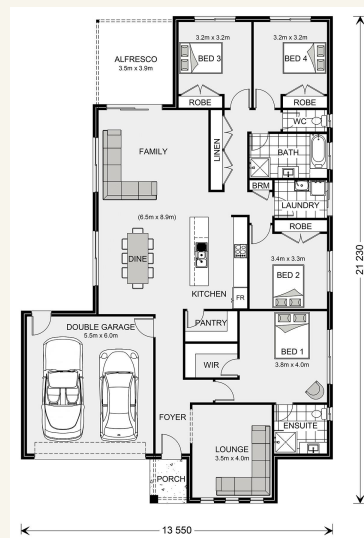 3.2m x 3.2m
BED 3
3.2m x 3.2m
BED 4
ALFRESCO
3.5m x 3.9m
ROBE
ROBE
WC
LINEN
BATH
FAMILY
BRM
LAUNDRY
(6.5m x 8.9m)
ROBE
DINE
3.4m x 3.3m
BED 2
KITCHEN
FR
PANTRY
DOUBLE GARAGE
5.5m x 6.0m
BED 1
3.8m x 4.0m
WIR
FOYER
LOUNGE
3.5m x 4.0m
ENSUITE
PORCH
21 230
13 550